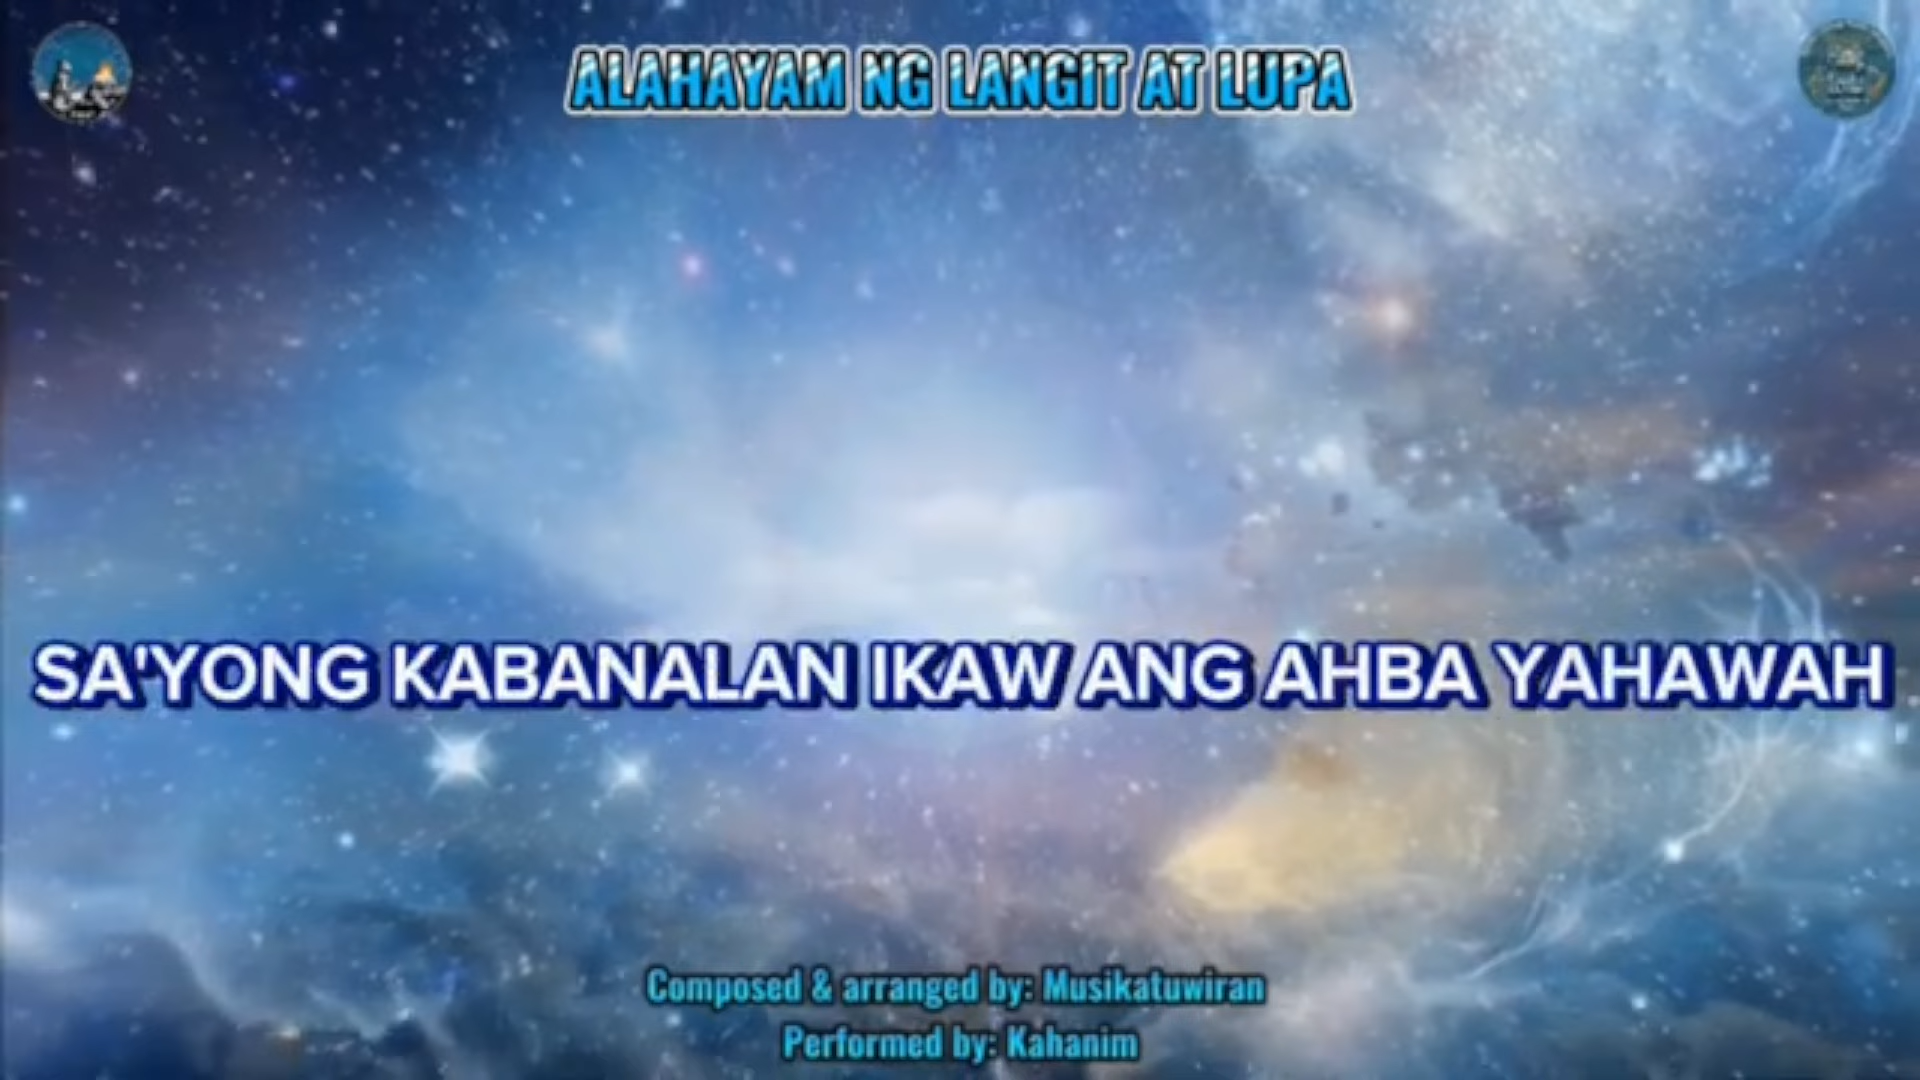 ALAHAYAM NG LANGIT AT LUPA
SA'YONG KABANALAN IKAW ANG AHBA YAHAWAH
Composed & arranged by: Musikatuwiran
Performed by: Kahanim